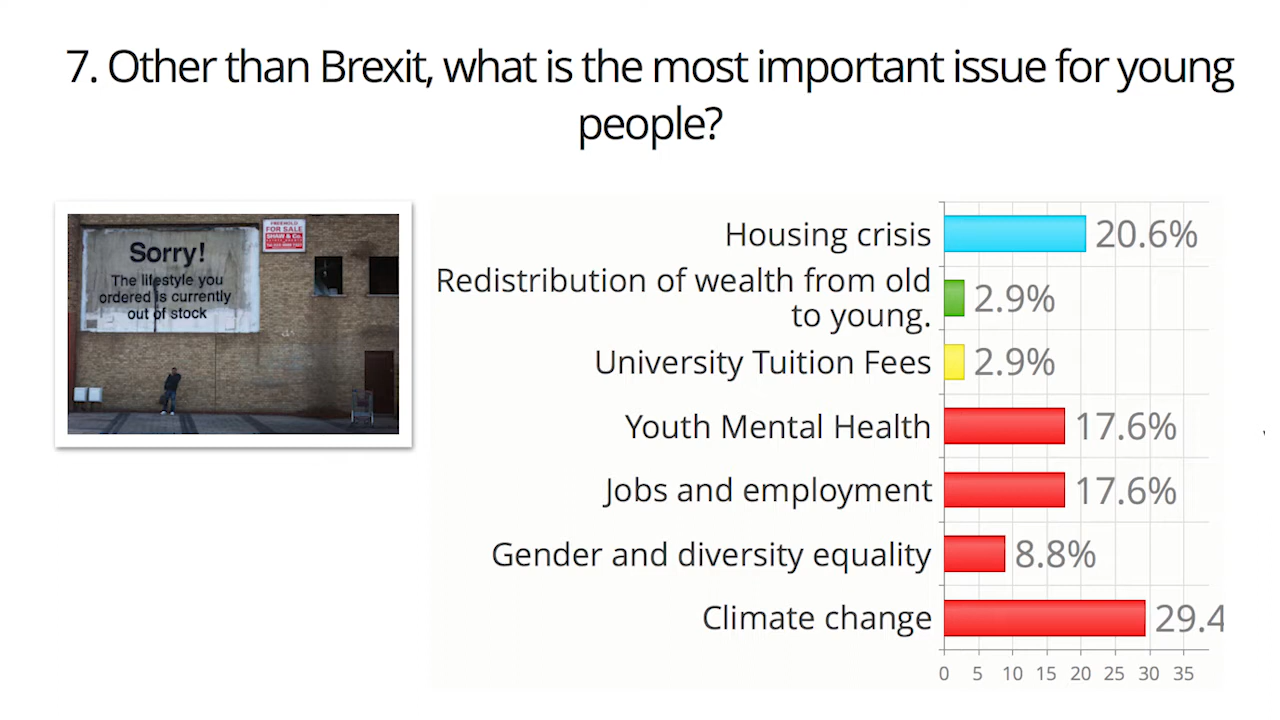 7. Other than Brexit, what is the most important issue for young
people?
Sorry!
The lifestyle you
ordered is currently
out of stock
FREEHOLD
FOR SALE
SHAW & Co.
Housing crisis 20.6%
Redistribution of wealth from old
to young. 2.9%
University Tuition Fees 2.9%
Youth Mental Health 17.6%
Jobs and employment 17.6%
Gender and diversity equality 8.8%
Climate change 29.4
0 5 10 15 20 25 30 35